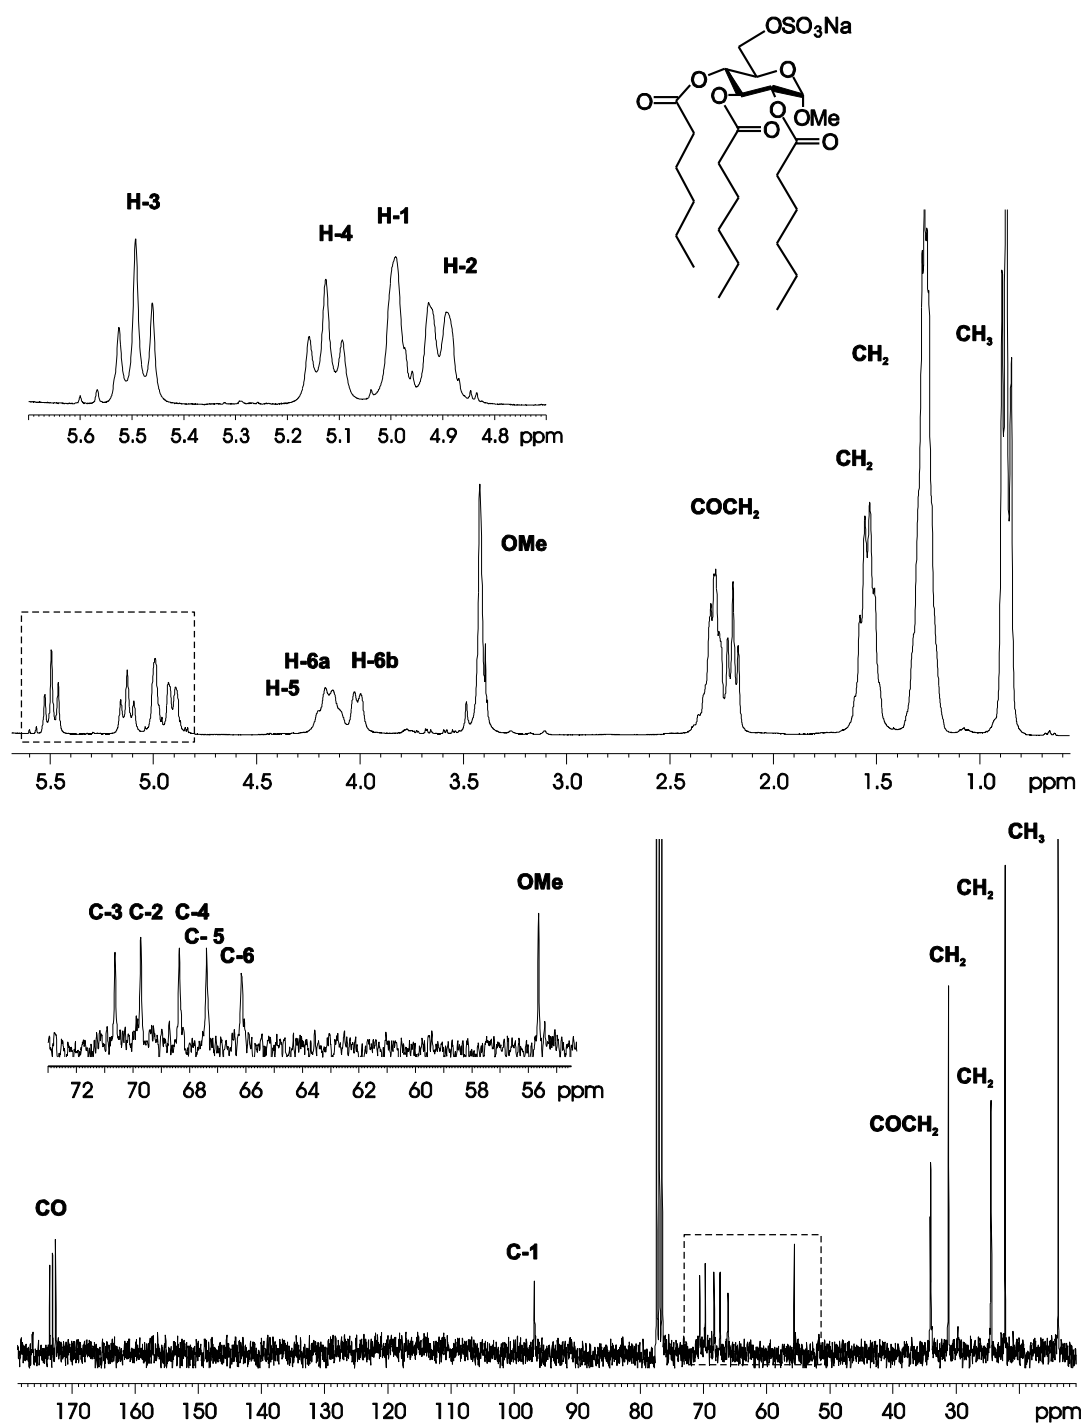 OSO₃Na
O
O
O
O
O
OMe
O
O
H-3
H-4
H-1
H-2
5.6 5.5 5.4 5.3 5.2 5.1 5.0 4.9 4.8 ppm
CH₃
CH₂
CH₂
COCH₂
OMe
H-6a
H-6b
H-5
5.5 5.0 4.5 4.0 3.5 3.0 2.5 2.0 1.5 1.0 ppm
CH₃
OMe
CH₂
C-3 C-2 C-4
C- 5
C-6
CH₂
72 70 68 66 64 62 60 58 56 ppm
CH₂
COCH₂
CO
C-1
170 160 150 140 130 120 110 100 90 80 70 60 50 40 30 ppm